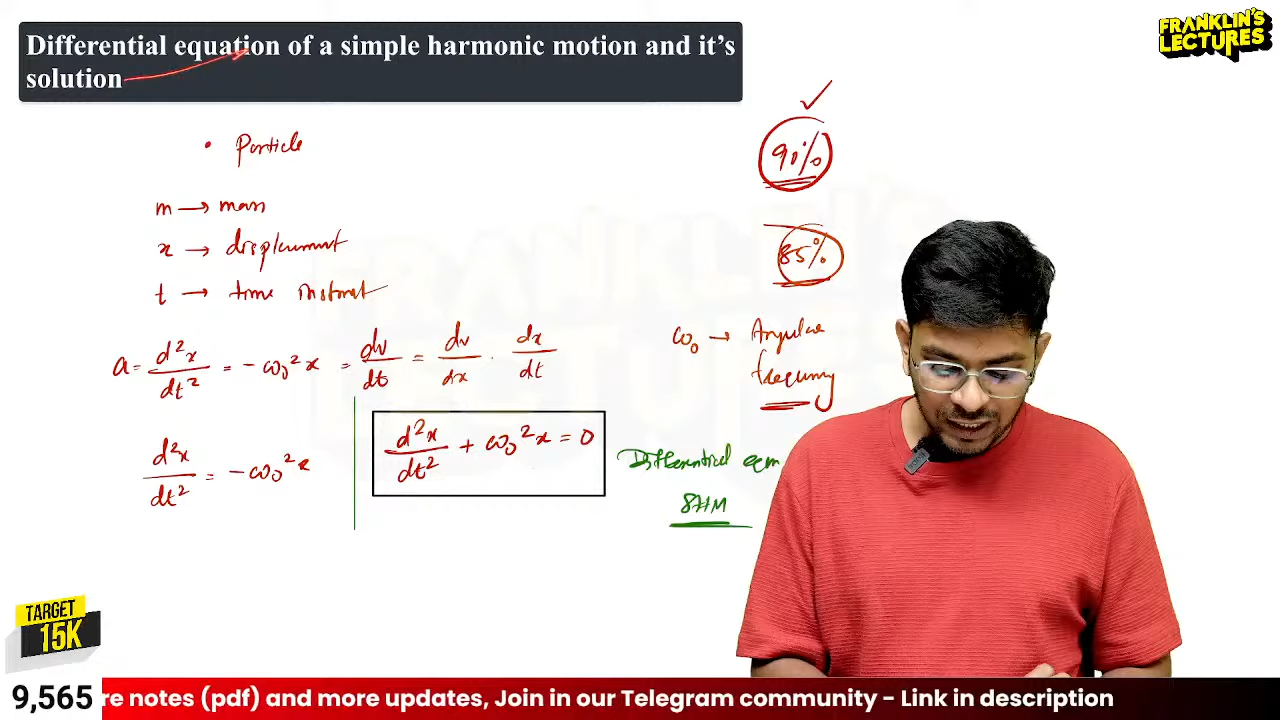 Differential equation of a simple harmonic motion and it's
solution
FRANKLIN'S
LECTURES
• Particle
90%
m → mass
x → displacement
85%
t → time instant
ω₀ → Angular
frequency
a = d²x/dt² = - ω₀²x = dv/dt = dv/dx . dx/dt
d²x/dt² = - ω₀²x
d²x/dt² + ω₀²x = 0
Differential eqn
SHM
TARGET
15K
9,565
re notes (pdf) and more updates, Join in our Telegram community - Link in description